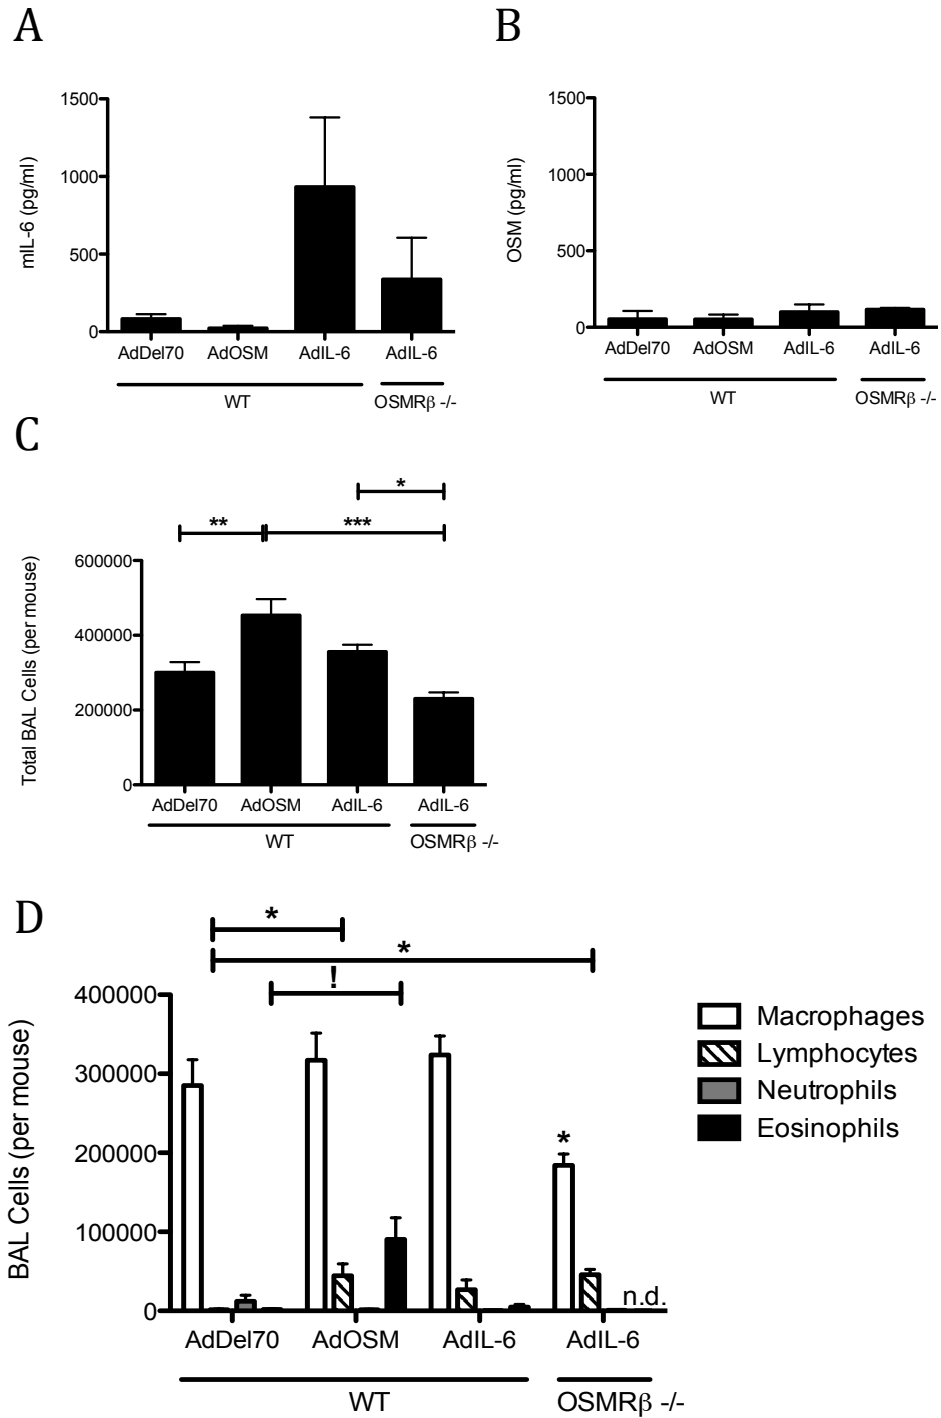 A
mIL-6 (pg/ml)
1500
1000
500
0
AdDel70 AdOSM AdIL-6 AdIL-6
WT OSMRβ -/-
B
OSM (pg/ml)
1500
1000
500
0
AdDel70 AdOSM AdIL-6 AdIL-6
WT OSMRβ -/-
C
*
** ***
Total BAL Cells (per mouse)
600000
400000
200000
0
AdDel70 AdOSM AdIL-6 AdIL-6
WT OSMRβ -/-
D
*
*
!
BAL Cells (per mouse)
400000
300000
200000
100000
0
*
n.d.
AdDel70 AdOSM AdIL-6 AdIL-6
WT OSMRβ -/-
Macrophages
Lymphocytes
Neutrophils
Eosinophils